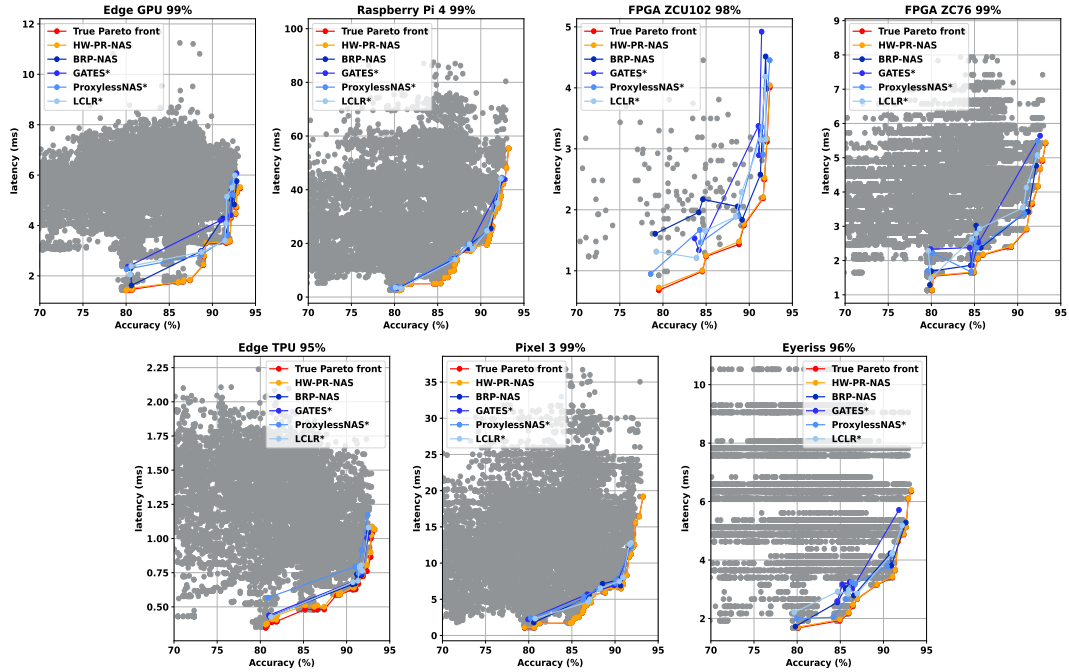 Edge GPU 99%
12
10
8
6
4
2
latency (ms)
70 75 80 85 90 95
Accuracy (%)
True Pareto front
HW-PR-NAS
BRP-NAS
GATES*
ProxylessNAS*
LCLR*
Raspberry Pi 4 99%
100
80
60
40
20
0
latency (ms)
70 75 80 85 90 95
Accuracy (%)
True Pareto front
HW-PR-NAS
BRP-NAS
GATES*
ProxylessNAS*
LCLR*
FPGA ZCU102 98%
5
4
3
2
1
latency (ms)
70 75 80 85 90 95
Accuracy (%)
True Pareto front
HW-PR-NAS
BRP-NAS
GATES*
ProxylessNAS*
LCLR*
FPGA ZC76 99%
9
8
7
6
5
4
3
2
1
latency (ms)
70 75 80 85 90 95
Accuracy (%)
True Pareto front
HW-PR-NAS
BRP-NAS
GATES*
ProxylessNAS*
LCLR*
Edge TPU 95%
2.25
2.00
1.75
1.50
1.25
1.00
0.75
0.50
latency (ms)
70 75 80 85 90 95
Accuracy (%)
True Pareto front
HW-PR-NAS
BRP-NAS
GATES*
ProxylessNAS*
LCLR*
Pixel 3 99%
35
30
25
20
15
10
5
0
latency (ms)
70 75 80 85 90 95
Accuracy (%)
True Pareto front
HW-PR-NAS
BRP-NAS
GATES*
ProxylessNAS*
LCLR*
Eyeriss 96%
10
8
6
4
2
latency (ms)
70 75 80 85 90 95
Accuracy (%)
True Pareto front
HW-PR-NAS
BRP-NAS
GATES*
ProxylessNAS*
LCLR*